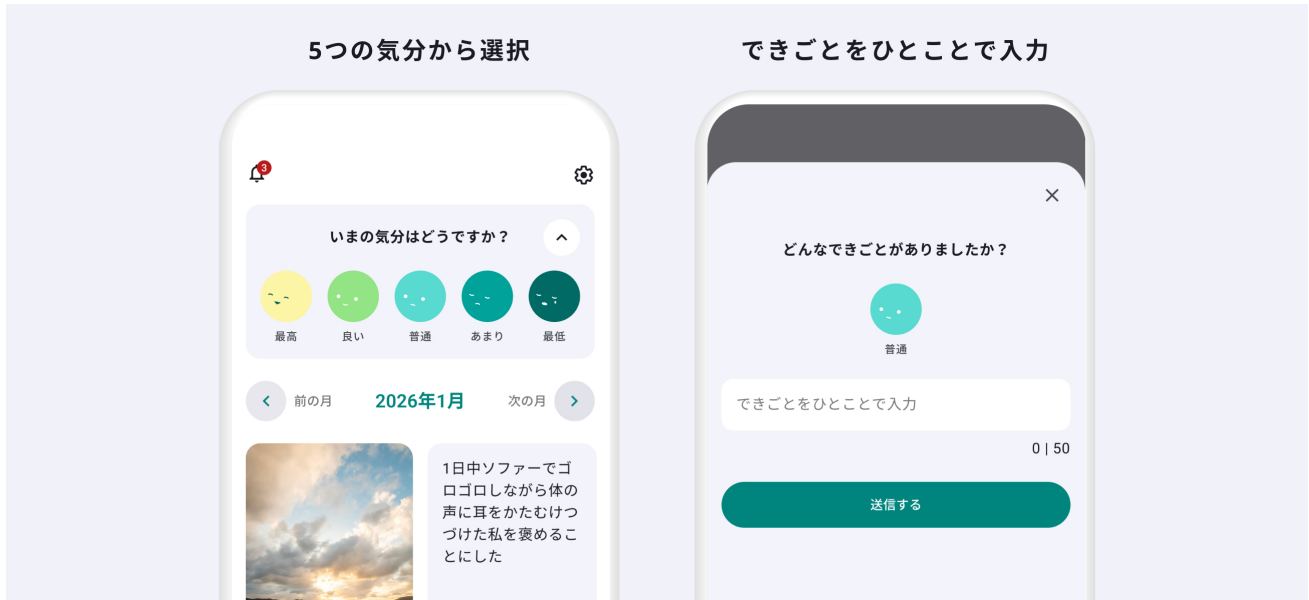 5つの気分から選択
3
いまの気分はどうですか？
最高
良い
普通
あまり
最低
前の月
2026年1月
次の月
1日中ソファーでゴ
ロゴロしながら体の
声に耳をかたむけつ
づけた私を褒めるこ
とにした
できごとをひとことで入力
どんなできごとがありましたか？
普通
できごとをひとことで入力
0 | 50
送信する